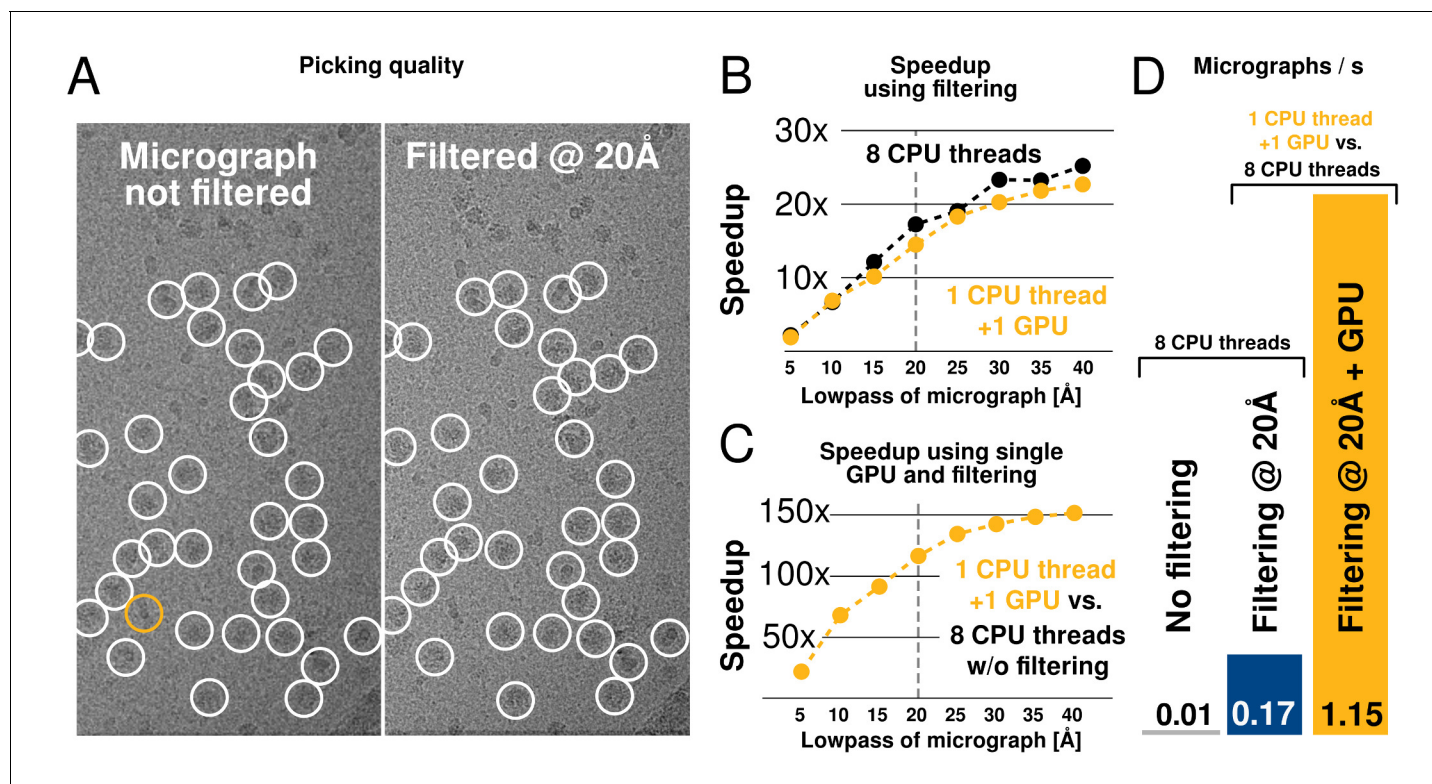 A
Picking quality
Micrograph
not filtered
Filtered @ 20Å
B
Speedup
using filtering
30x
20x
10x
Speedup
8 CPU threads
1 CPU thread
+1 GPU
5 10 15 20 25 30 35 40
Lowpass of micrograph [Å]
C
Speedup using single
GPU and filtering
150x
100x
50x
Speedup
1 CPU thread
+1 GPU vs.
8 CPU threads
w/o filtering
5 10 15 20 25 30 35 40
Lowpass of micrograph [Å]
D
Micrographs / s
1 CPU thread
+1 GPU vs.
8 CPU threads
8 CPU threads
No filtering
Filtering @ 20Å
Filtering @ 20Å + GPU
0.01
0.17
1.15